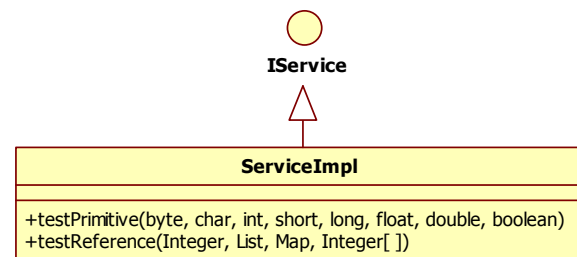 IService
ServiceImpl
+testPrimitive(byte, char, int, short, long, float, double, boolean)
+testReference(Integer, List, Map, Integer[ ])